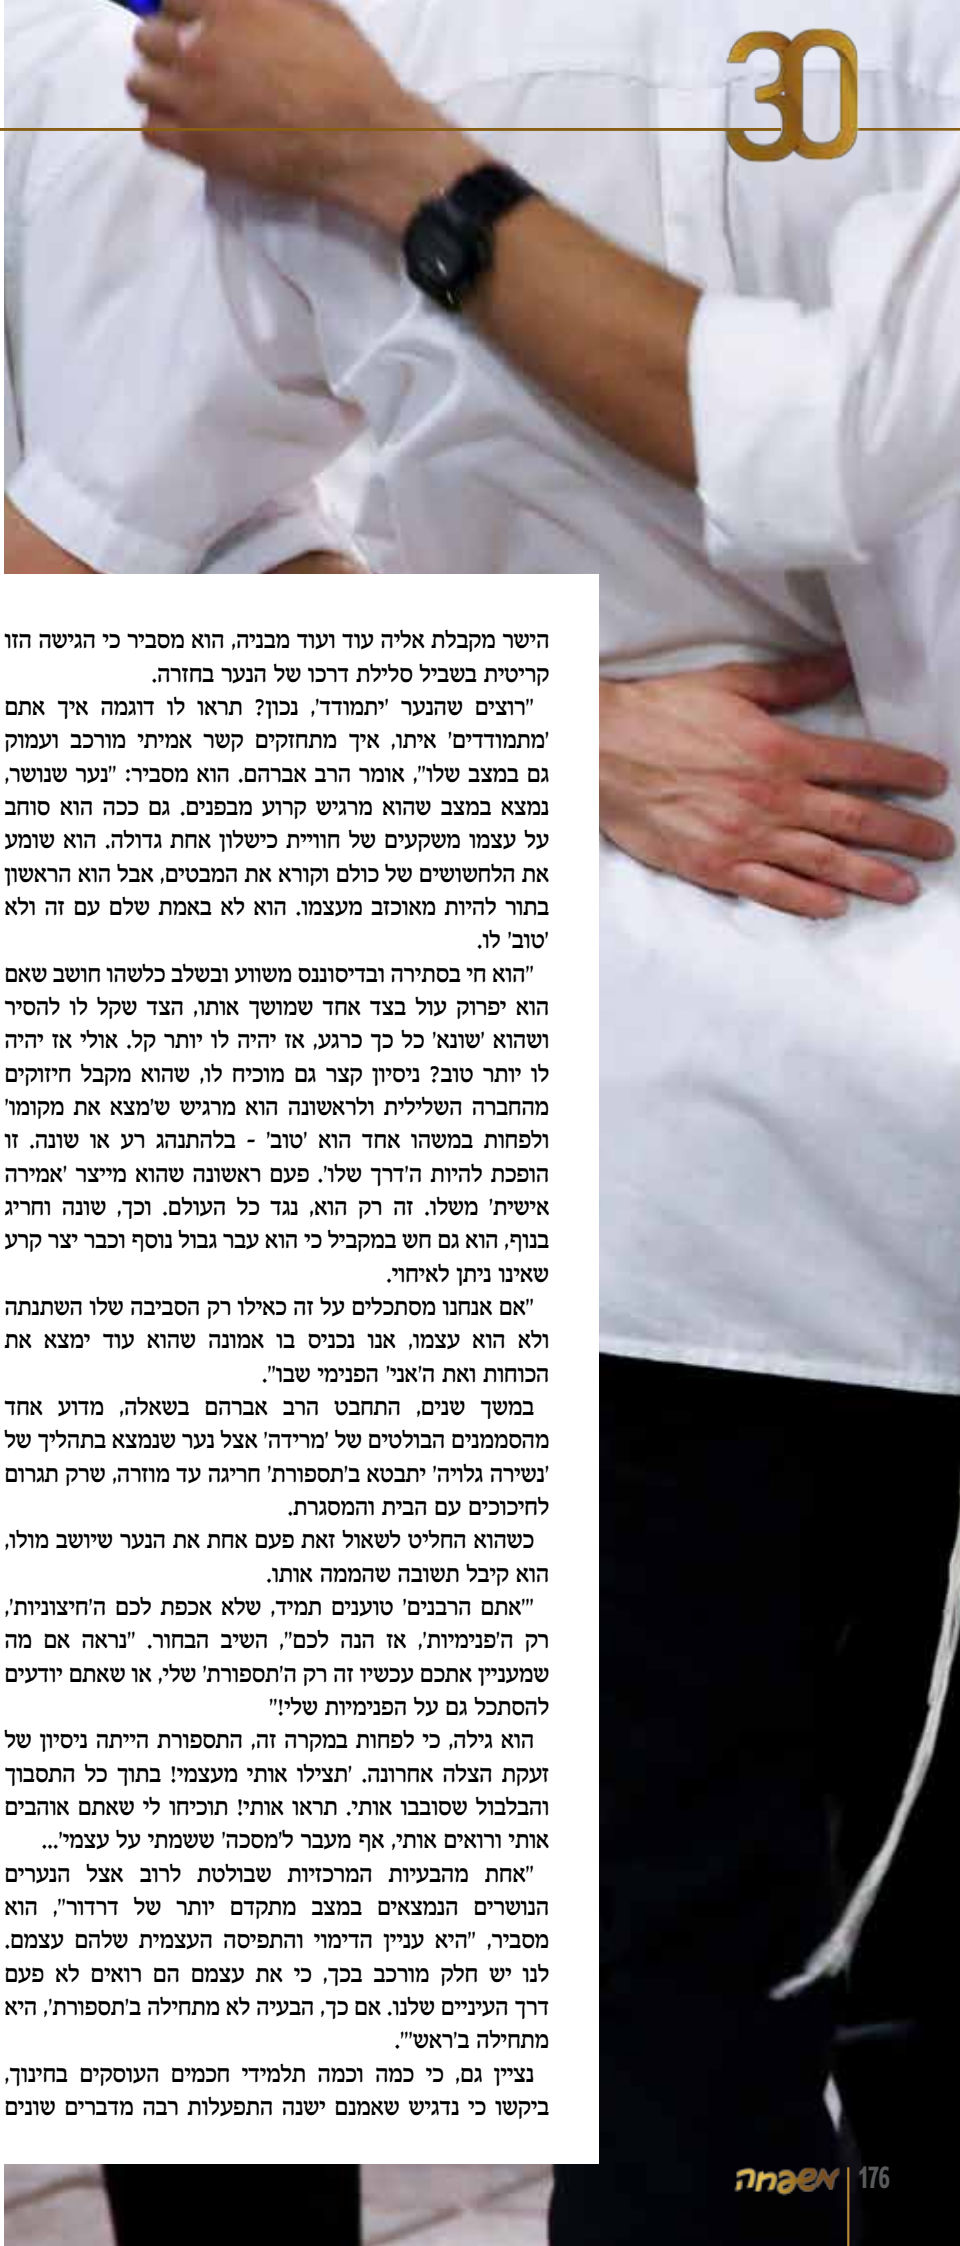 30
הישר מקבלת אליה עוד ועוד מבניה, הוא מסביר כי הגישה הזו
קריטית בשביל סלילת דרכו של הנער בחזרה.
"רוצים שהנער 'יתמודד', נכון? תראו לו דוגמה איך אתם
'מתמודדים' איתו, איך מתחזקים קשר אמיתי מורכב ועמוק
גם במצב שלו", אומר הרב אברהם. הוא מסביר: "נער שנושר,
נמצא במצב שהוא מרגיש קרוע מבפנים. גם ככה הוא סוחב
על עצמו משקעים של חוויית כישלון אחת גדולה. הוא שומע
את הלחשושים של כולם וקורא את המבטים, אבל הוא הראשון
בתור להיות מאוכזב מעצמו. הוא לא באמת שלם עם זה ולא
'טוב' לו.
"הוא חי בסתירה ובדיסוננס משווע ובשלב כלשהו חושב שאם
הוא יפרוק עול בצד אחד שמושך אותו, הצד שקל לו להסיר
ושהוא 'שונא' כל כך כרגע, אז יהיה לו יותר קל. אולי אז יהיה
לו יותר טוב? ניסיון קצר גם מוכיח לו, שהוא מקבל חיזוקים
מהחברה השלילית ולראשונה הוא מרגיש ש'מצא את מקומו'
ולפחות במשהו אחד הוא 'טוב' - בלהתנהג רע או שונה. זו
הופכת להיות ה'דרך שלו'. פעם ראשונה שהוא מייצר 'אמירה
אישית' משלו. זה רק הוא, נגד כל העולם. וכך, שונה וחריג
בנוף, הוא גם חש במקביל כי הוא עבר גבול נוסף וכבר יצר קרע
שאינו ניתן לאיחוי.
"אם אנחנו מסתכלים על זה כאילו רק הסביבה שלו השתנתה
ולא הוא עצמו, אנו נכניס בו אמונה שהוא עוד ימצא את
הכוחות ואת ה'אני' הפנימי שבו".
במשך שנים, התחבט הרב אברהם בשאלה, מדוע אחד
מהסממנים הבולטים של 'מרידה' אצל נער שנמצא בתהליך של
'נשירה גלויה' יתבטא ב'תספורת' חריגה עד מוזרה, שרק תגרום
לחיכוכים עם הבית והמסגרת.
כשהוא החליט לשאול זאת פעם אחת את הנער שיושב מולו,
הוא קיבל תשובה שהממה אותו.
"'אתם הרבנים' טוענים תמיד, שלא אכפת לכם ה'חיצוניות',
רק ה'פנימיות', אז הנה לכם", השיב הבחור. "נראה אם מה
שמעניין אתכם עכשיו זה רק ה'תספורת' שלי, או שאתם יודעים
להסתכל גם על הפנימיות שלי!"
הוא גילה, כי לפחות במקרה זה, התספורת הייתה ניסיון של
זעקת הצלה אחרונה. 'תצילו אותי מעצמי! בתוך כל התסבוך
והבלבול שסובבו אותי. תראו אותי! תוכיחו לי שאתם אוהבים
אותי ורואים אותי, אף מעבר ל'מסכה' ששמתי על עצמי'...
"אחת מהבעיות המרכזיות שבולטת לרוב אצל הנערים
הנושרים הנמצאים במצב מתקדם יותר של דרדור", הוא
מסביר, "היא עניין הדימוי והתפיסה העצמית שלהם עצמם.
לנו יש חלק מורכב בכך, כי את עצמם הם רואים לא פעם
דרך העיניים שלנו. אם כך, הבעיה לא מתחילה ב'תספורת', היא
מתחילה ב'ראש'".
נציין גם, כי כמה וכמה תלמידי חכמים העוסקים בחינוך,
ביקשו כי נדגיש שאמנם ישנה התפעלות רבה מדברים שונים
משפחה | 176